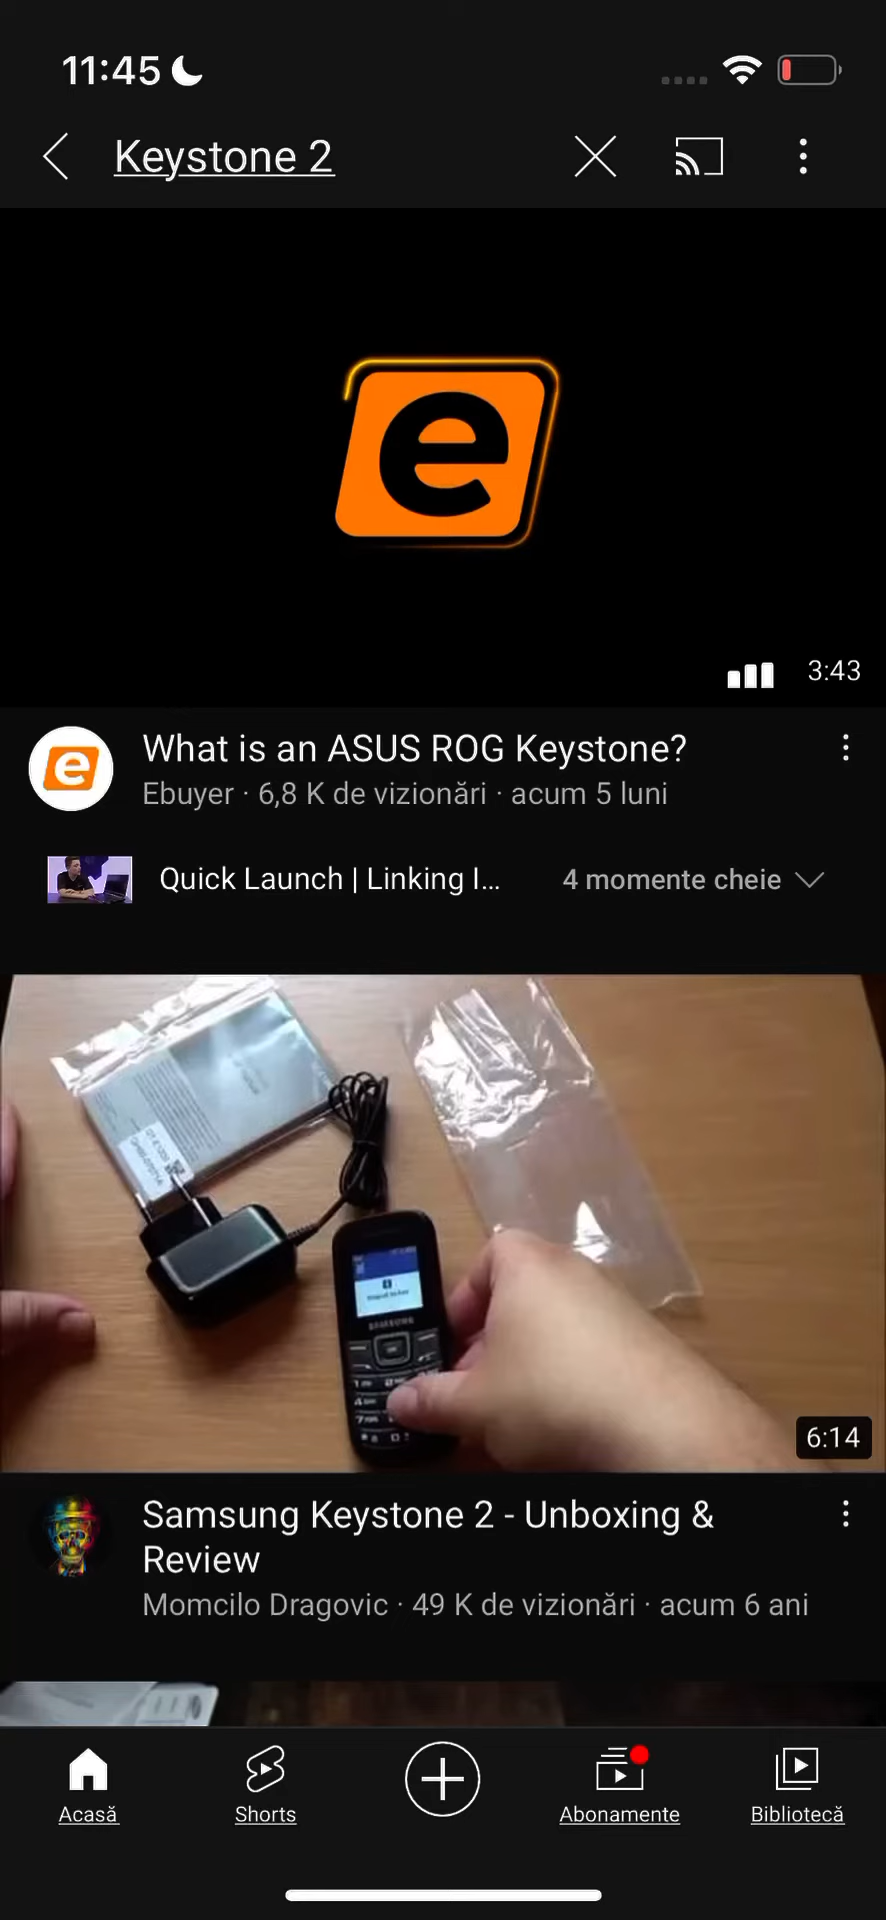 11:45
Keystone 2
e
3:43
e
What is an ASUS ROG Keystone?
Ebuyer · 6,8 K de vizionări · acum 5 luni
Quick Launch | Linking I... 4 momente cheie
SAMSUNG
6:14
Samsung Keystone 2 - Unboxing &
Review
Momcilo Dragovic · 49 K de vizionări · acum 6 ani
Acasă Shorts Abonamente Bibliotecă